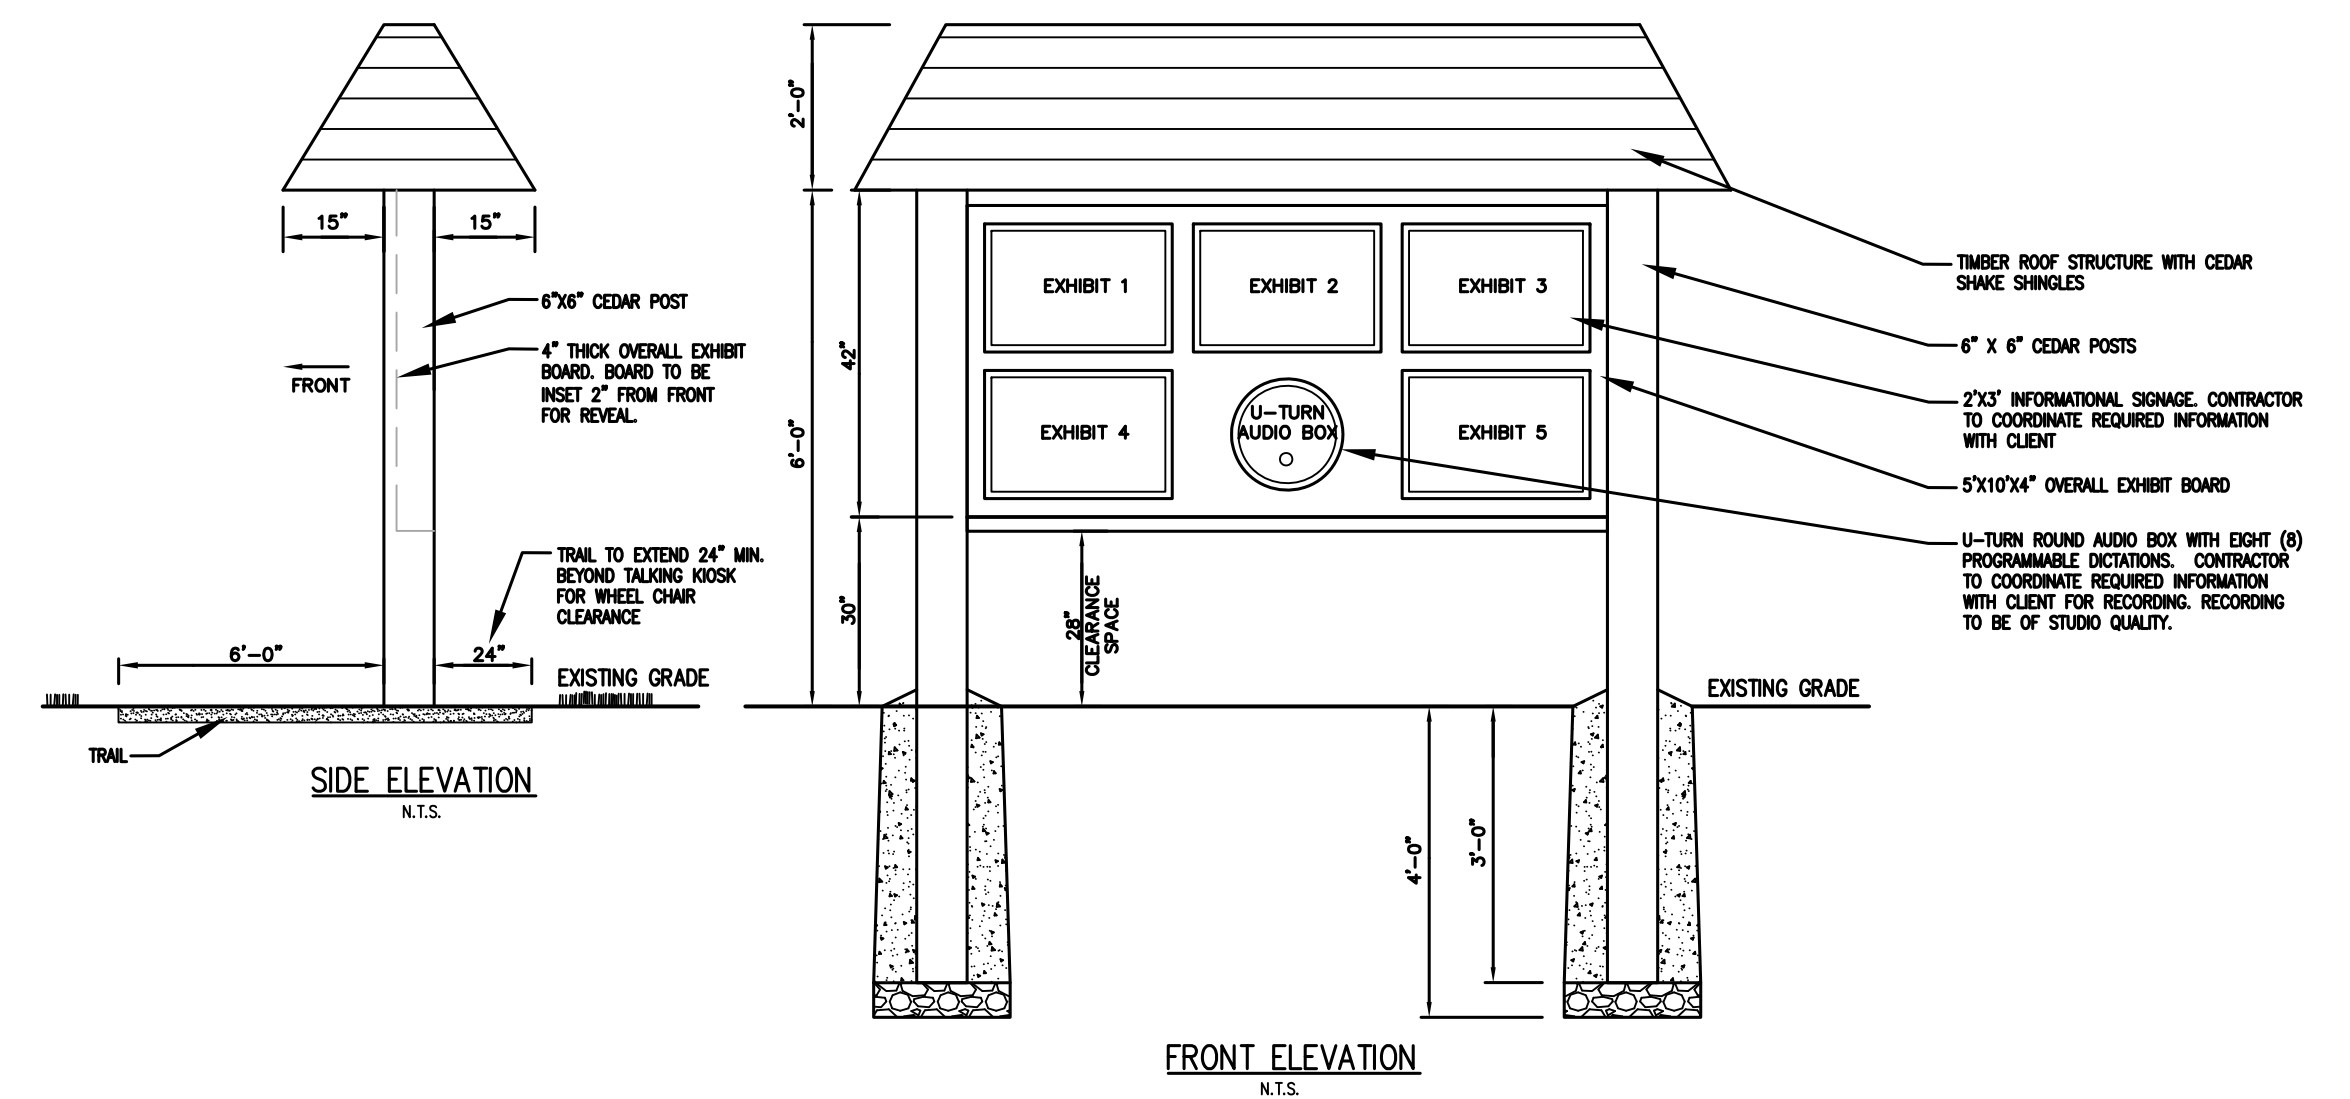 15"
15"
6"X6" CEDAR POST
4" THICK OVERALL EXHIBIT
BOARD. BOARD TO BE
INSET 2" FROM FRONT
FOR REVEAL.
FRONT
TRAIL TO EXTEND 24" MIN.
BEYOND TALKING KIOSK
FOR WHEEL CHAIR
CLEARANCE
6'-0"
24"
EXISTING GRADE
TRAIL
SIDE ELEVATION
N.T.S.
2'-0"
6'-0"
42"
30"
EXHIBIT 1
EXHIBIT 2
EXHIBIT 3
EXHIBIT 4
U-TURN
AUDIO BOX
EXHIBIT 5
28"
CLEARANCE
SPACE
TIMBER ROOF STRUCTURE WITH CEDAR
SHAKE SHINGLES
6" X 6" CEDAR POSTS
2'X3' INFORMATIONAL SIGNAGE. CONTRACTOR
TO COORDINATE REQUIRED INFORMATION
WITH CLIENT
5'X10'X4" OVERALL EXHIBIT BOARD
U-TURN ROUND AUDIO BOX WITH EIGHT (8)
PROGRAMMABLE DICTATIONS. CONTRACTOR
TO COORDINATE REQUIRED INFORMATION
WITH CLIENT FOR RECORDING. RECORDING
TO BE OF STUDIO QUALITY.
EXISTING GRADE
4'-0"
3'-0"
FRONT ELEVATION
N.T.S.